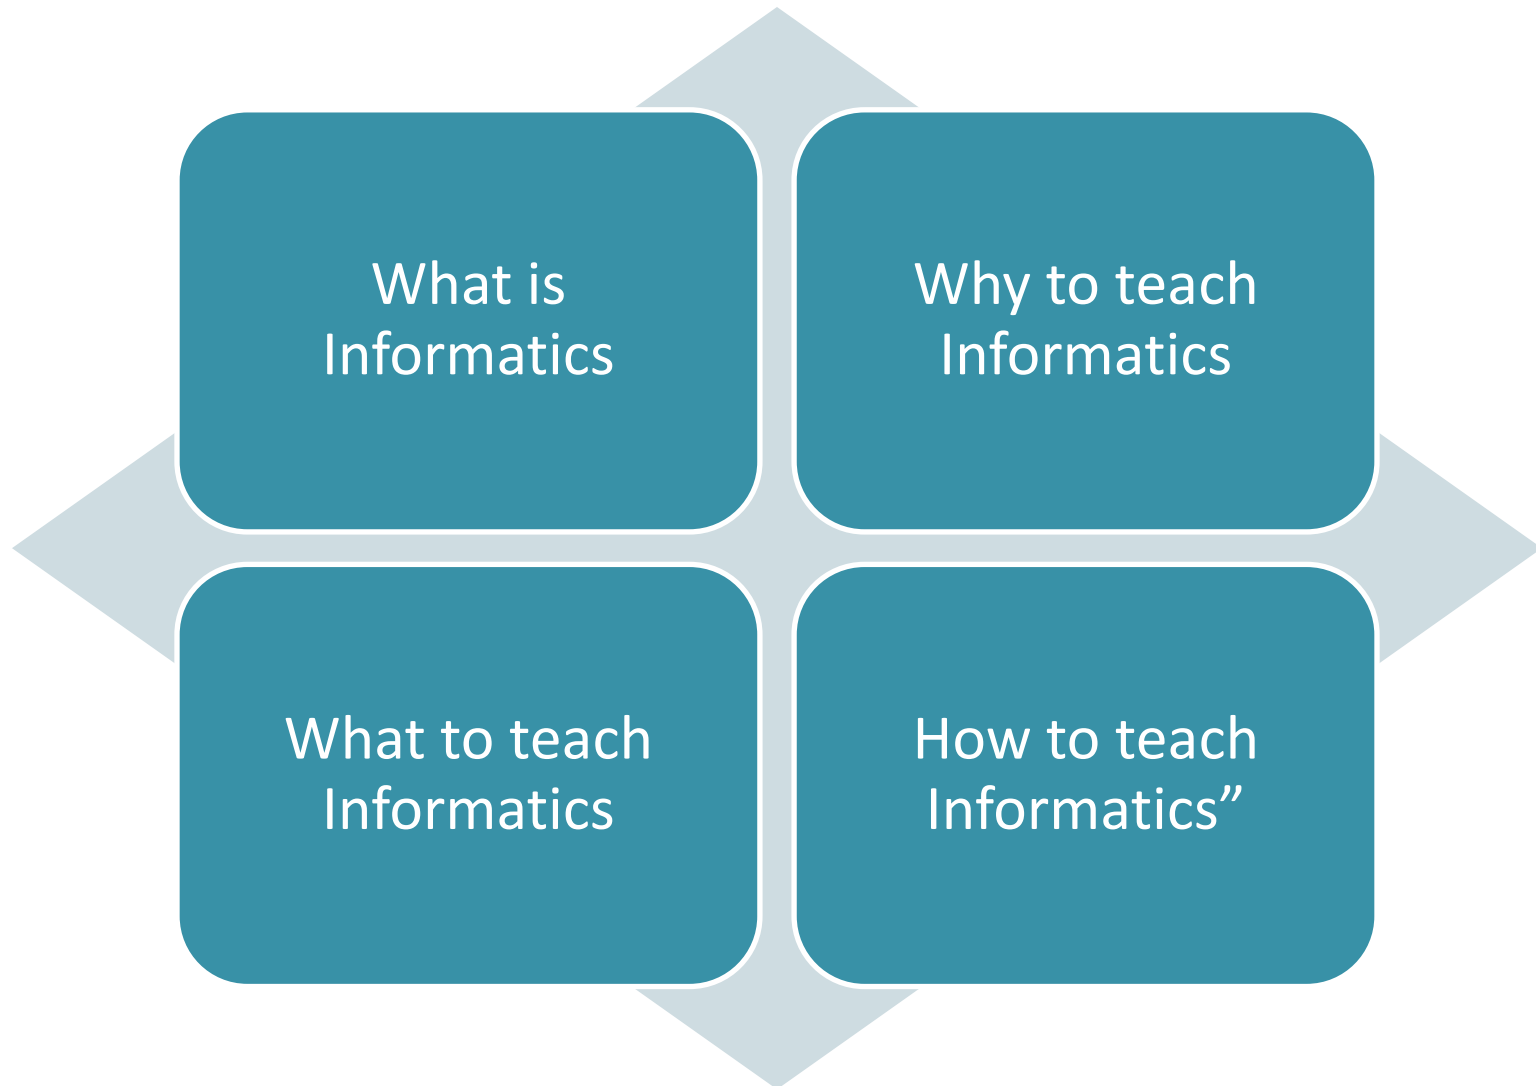 What is
Informatics
Why to teach
Informatics
What to teach
Informatics
How to teach
Informatics”